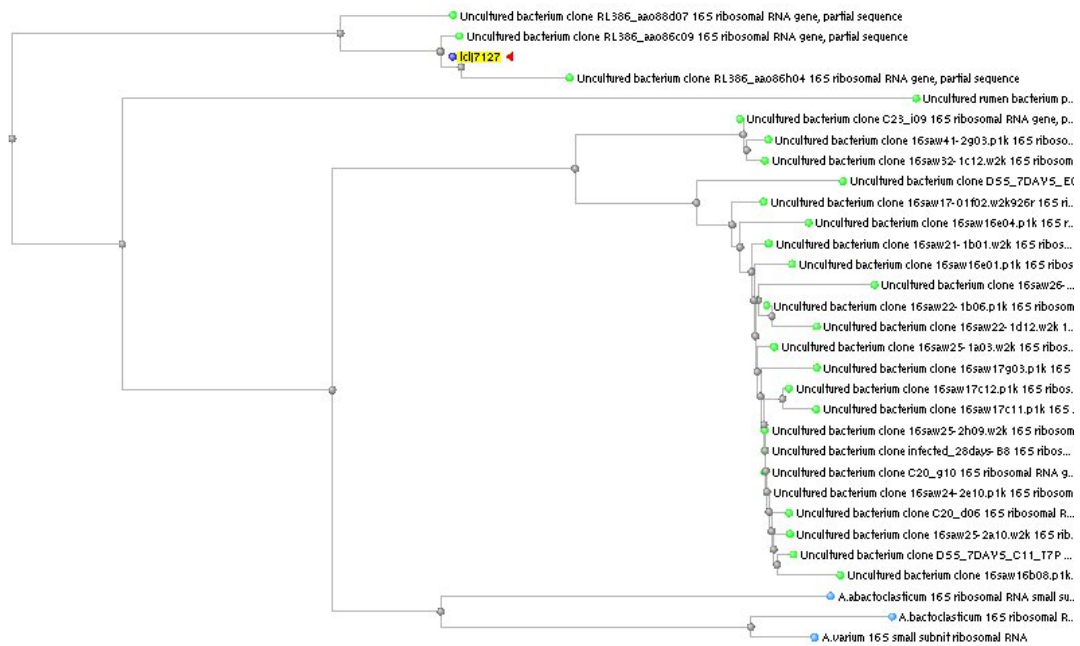 Uncultured bacterium clone RL386_aao88d07 16S ribosomal RNA gene, partial sequence
Uncultured bacterium clone RL386_aao86c09 16S ribosomal RNA gene, partial sequence
lcl|7127
Uncultured bacterium clone RL386_aao86h04 16S ribosomal RNA gene, partial sequence
Uncultured rumen bacterium p...
Uncultured bacterium clone C23_i09 16S ribosomal RNA gene, p...
Uncultured bacterium clone 16saw41-2g03.p1k 16S riboso...
Uncultured bacterium clone 16saw32-1c12.w2k 16S ribosom
Uncultured bacterium clone DSS_7DAYS_E0
Uncultured bacterium clone 16saw17-01f02.w2k926r 16S ri...
Uncultured bacterium clone 16saw16e04.p1k 16S r...
Uncultured bacterium clone 16saw21-1b01.w2k 16S ribos...
Uncultured bacterium clone 16saw16e01.p1k 16S ribos
Uncultured bacterium clone 16saw26-...
Uncultured bacterium clone 16saw22-1b06.p1k 16S ribosom
Uncultured bacterium clone 16saw22-1d12.w2k 1...
Uncultured bacterium clone 16saw25-1a03.w2k 16S ribos...
Uncultured bacterium clone 16saw17g03.p1k 16S
Uncultured bacterium clone 16saw17c12.p1k 16S ribos.
Uncultured bacterium clone 16saw17c11.p1k 16S .
Uncultured bacterium clone 16saw25-2h09.w2k 16S ribosom
Uncultured bacterium clone infected_28days-B8 16S ribos...
Uncultured bacterium clone C20_g10 16S ribosomal RNA g...
Uncultured bacterium clone 16saw24-2e10.p1k 16S ribosom
Uncultured bacterium clone C20_d06 16S ribosomal R...
Uncultured bacterium clone 16saw25-2a10.w2k 16S rib.
Uncultured bacterium clone DSS_7DAYS_C11_T7P ...
Uncultured bacterium clone 16saw16b08.p1k.
A.abactoclasticum 16S ribosomal RNA small su..
A.bactoclasticum 16S ribosomal R...
A.varium 16S small subnit ribosomal RNA